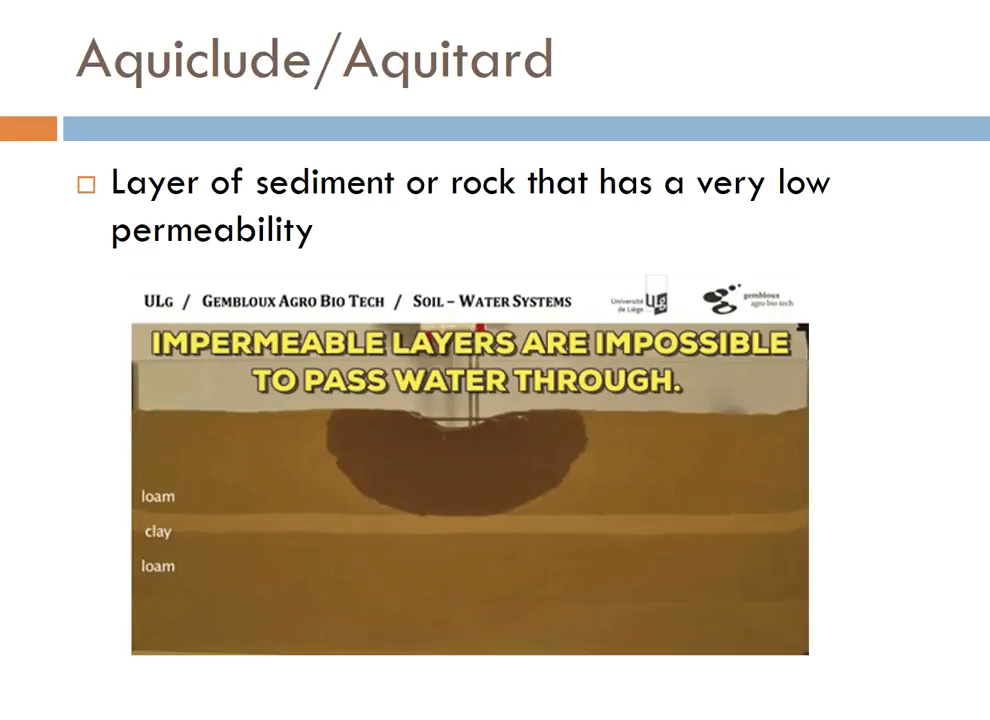 Aquiclude/Aquitard
Layer of sediment or rock that has a very low
permeability
ULg / Gembloux Agro Bio Tech / Soil – Water Systems
Université
de Liège
ULg
gembloux
agro bio tech
IMPERMEABLE LAYERS ARE IMPOSSIBLE
TO PASS WATER THROUGH.
loam
clay
loam